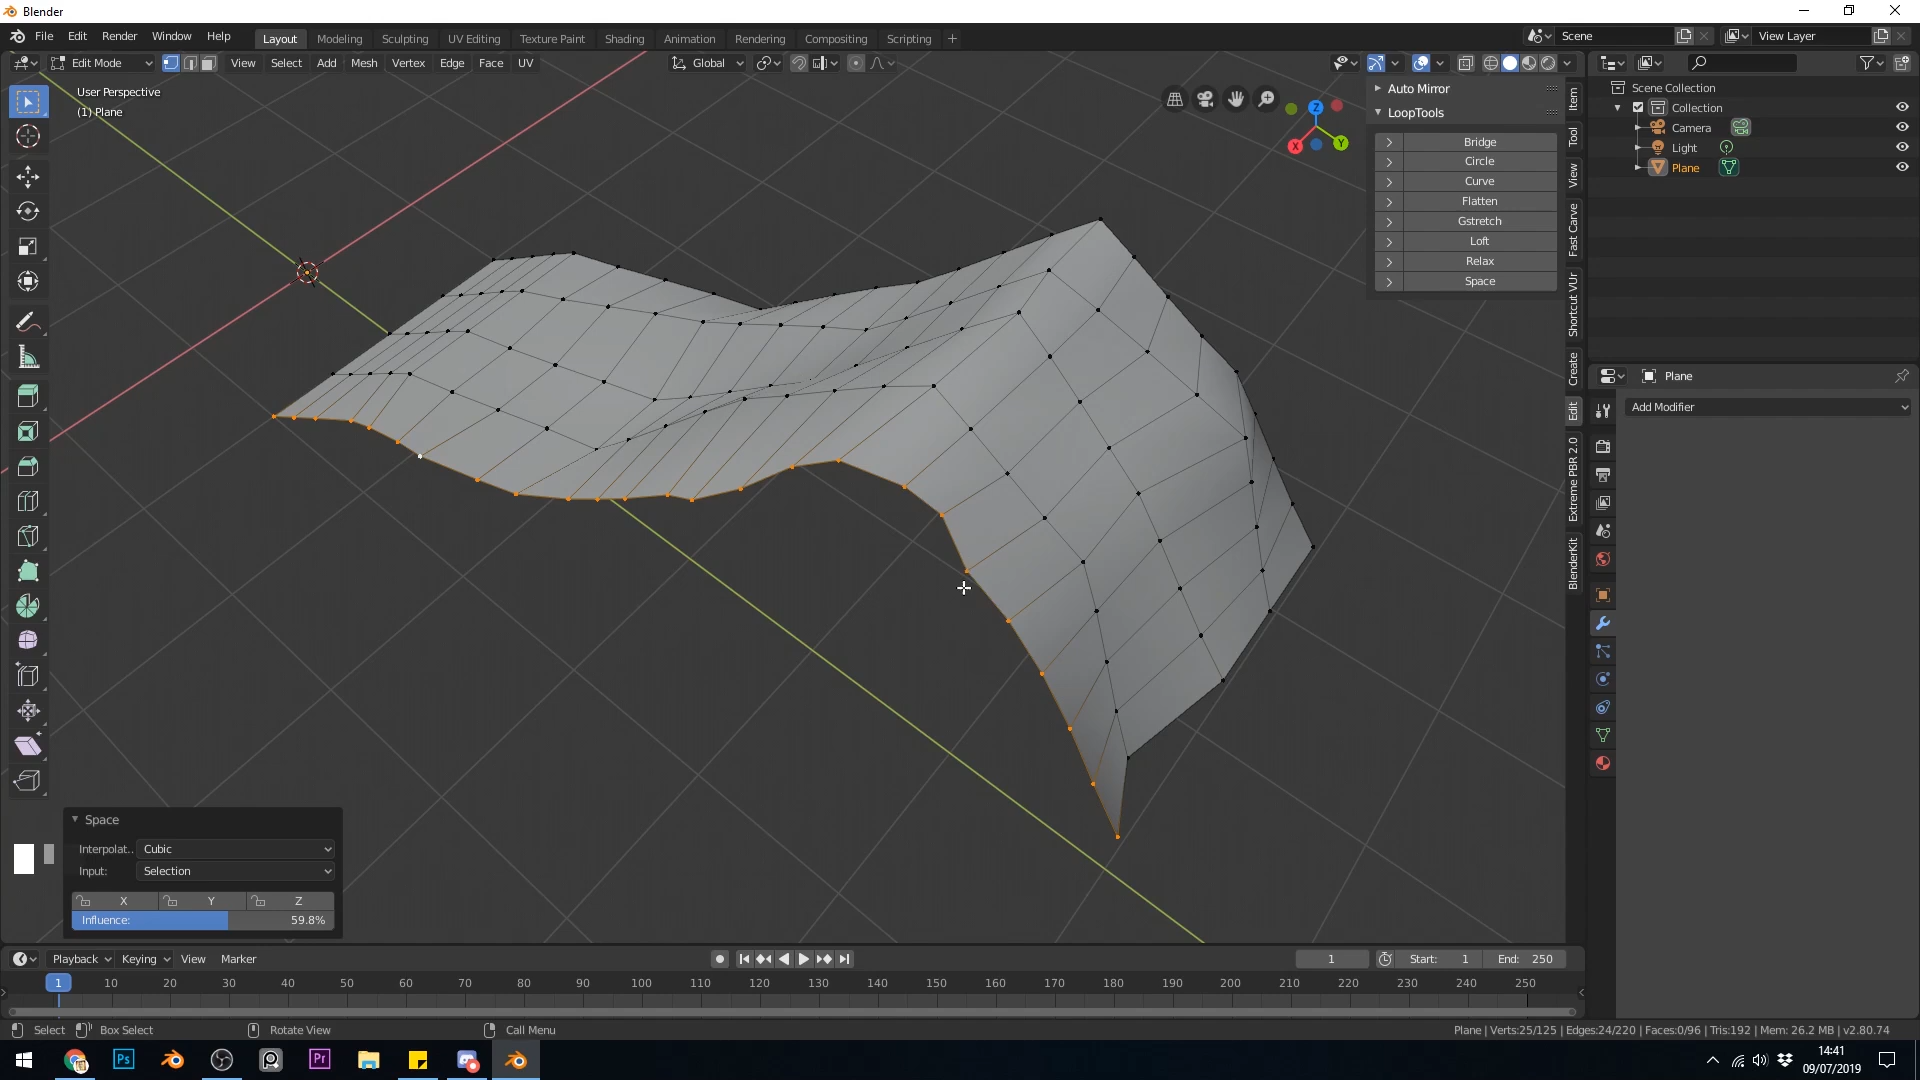 Blender
File Edit Render Window Help
Layout Modeling Sculpting UV Editing Texture Paint Shading Animation Rendering Compositing Scripting +
Scene
View Layer
Edit Mode View Select Add Mesh Vertex Edge Face UV
Global
User Perspective
(1) Plane
Z
X
Y
Auto Mirror
LoopTools
Bridge
Circle
Curve
Flatten
Gstretch
Loft
Relax
Space
Item
Tool
View
Fast Carve
Shortcut VUr
Create
Edit
Extreme PBR 2.0
BlenderKit
Scene Collection
Collection
Camera
Light
Plane
Plane
Add Modifier
Space
Interpolat.. Cubic
Input: Selection
X Y Z
Influence: 59.8%
Playback Keying View Marker
1
Start: 1
End: 250
1 10 20 30 40 50 60 70 80 90 100 110 120 130 140 150 160 170 180 190 200 210 220 230 240 250
Select Box Select Rotate View Call Menu
Plane | Verts:25/125 | Edges:24/220 | Faces:0/96 | Tris:192 | Mem: 26.2 MB | v2.80.74
Ps
Pr
14:41
09/07/2019